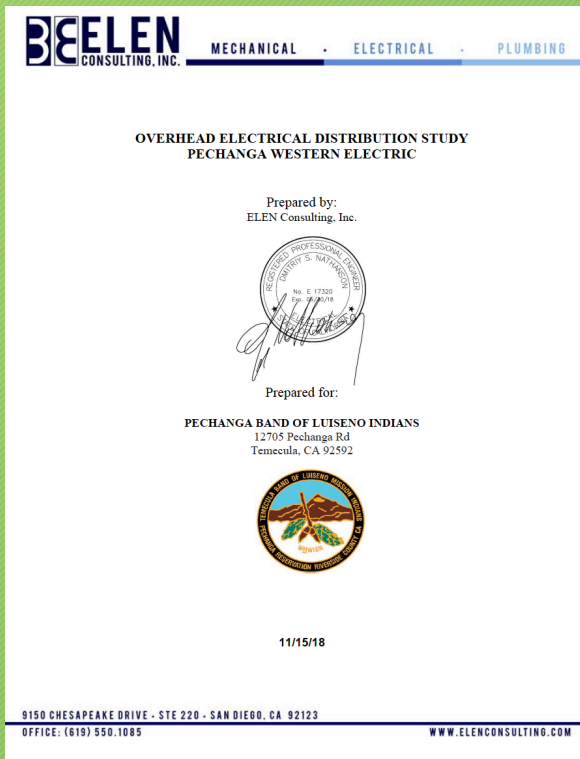 ELEN
CONSULTING, INC.
MECHANICAL · ELECTRICAL · PLUMBING
OVERHEAD ELECTRICAL DISTRIBUTION STUDY
PECHANGA WESTERN ELECTRIC
Prepared by:
ELEN Consulting, Inc.
REGISTERED PROFESSIONAL ENGINEER
DMITRIY S. NATHANSON
No. E 17320
Exp.
Prepared for:
PECHANGA BAND OF LUISENO INDIANS
12705 Pechanga Rd
Temecula, CA 92592
TEMECULA BAND OF LUISENO MISSION INDIANS
PECHANGA RESERVATION RIVERSIDE COUNTY CA
11/15/18
9150 CHESAPEAKE DRIVE - STE 220 - SAN DIEGO, CA 92123
OFFICE: (619) 550.1085
WWW.ELENCONSULTING.COM